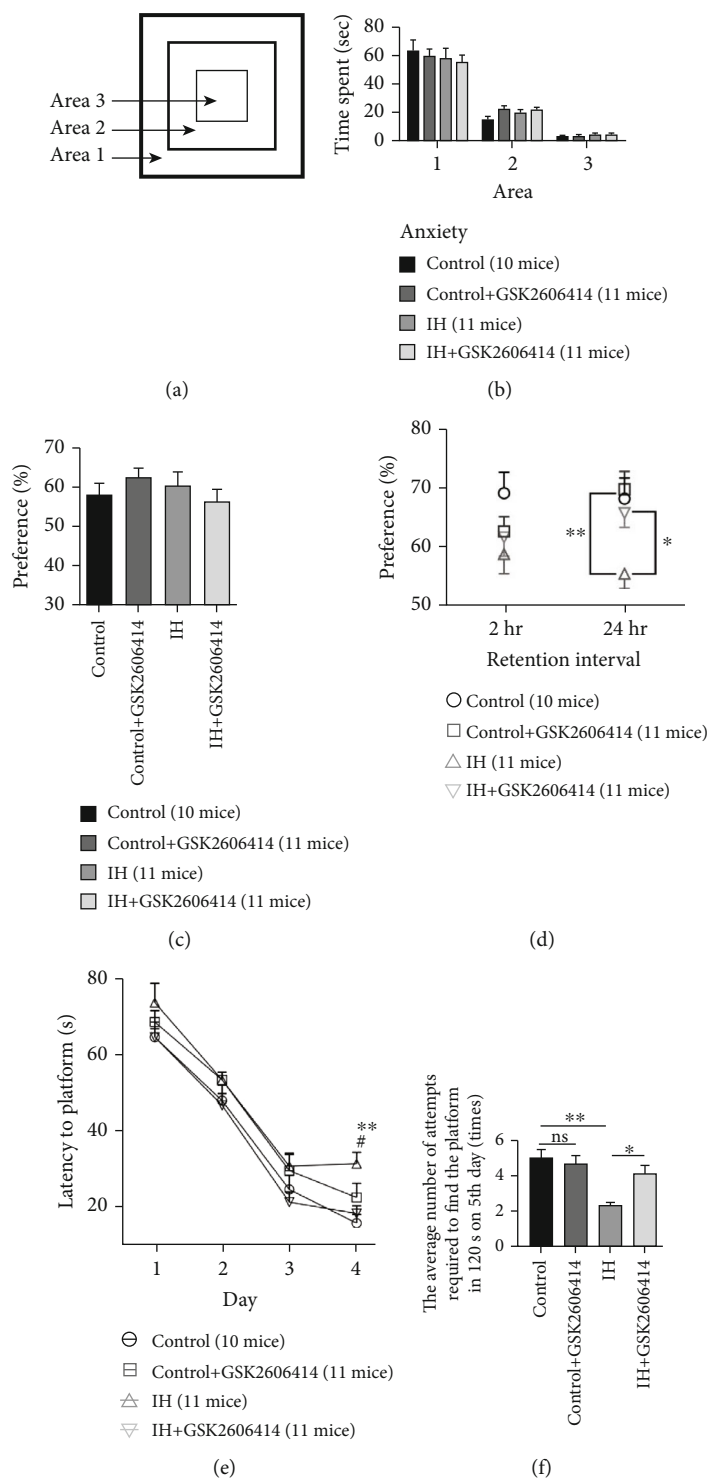 Area 3
Area 2
Area 1
(a)
Time spent (sec)
80
60
40
20
0
1
2
3
Area
Anxiety
Control (10 mice)
Control+GSK2606414 (11 mice)
IH (11 mice)
IH+GSK2606414 (11 mice)
(b)
Preference (%)
70
60
50
40
30
Control
Control+GSK2606414
IH
IH+GSK2606414
Control (10 mice)
Control+GSK2606414 (11 mice)
IH (11 mice)
IH+GSK2606414 (11 mice)
(c)
Preference (%)
80
70
60
50
**
*
2 hr
24 hr
Retention interval
Control (10 mice)
Control+GSK2606414 (11 mice)
IH (11 mice)
IH+GSK2606414 (11 mice)
(d)
Latency to platform (s)
80
60
40
20
**
#
1
2
3
4
Day
Control (10 mice)
Control+GSK2606414 (11 mice)
IH (11 mice)
IH+GSK2606414 (11 mice)
(e)
The average number of attempts
required to find the platform
in 120 s on 5th day (times)
6
4
2
0
**
ns
*
Control
Control+GSK2606414
IH
IH+GSK2606414
(f)